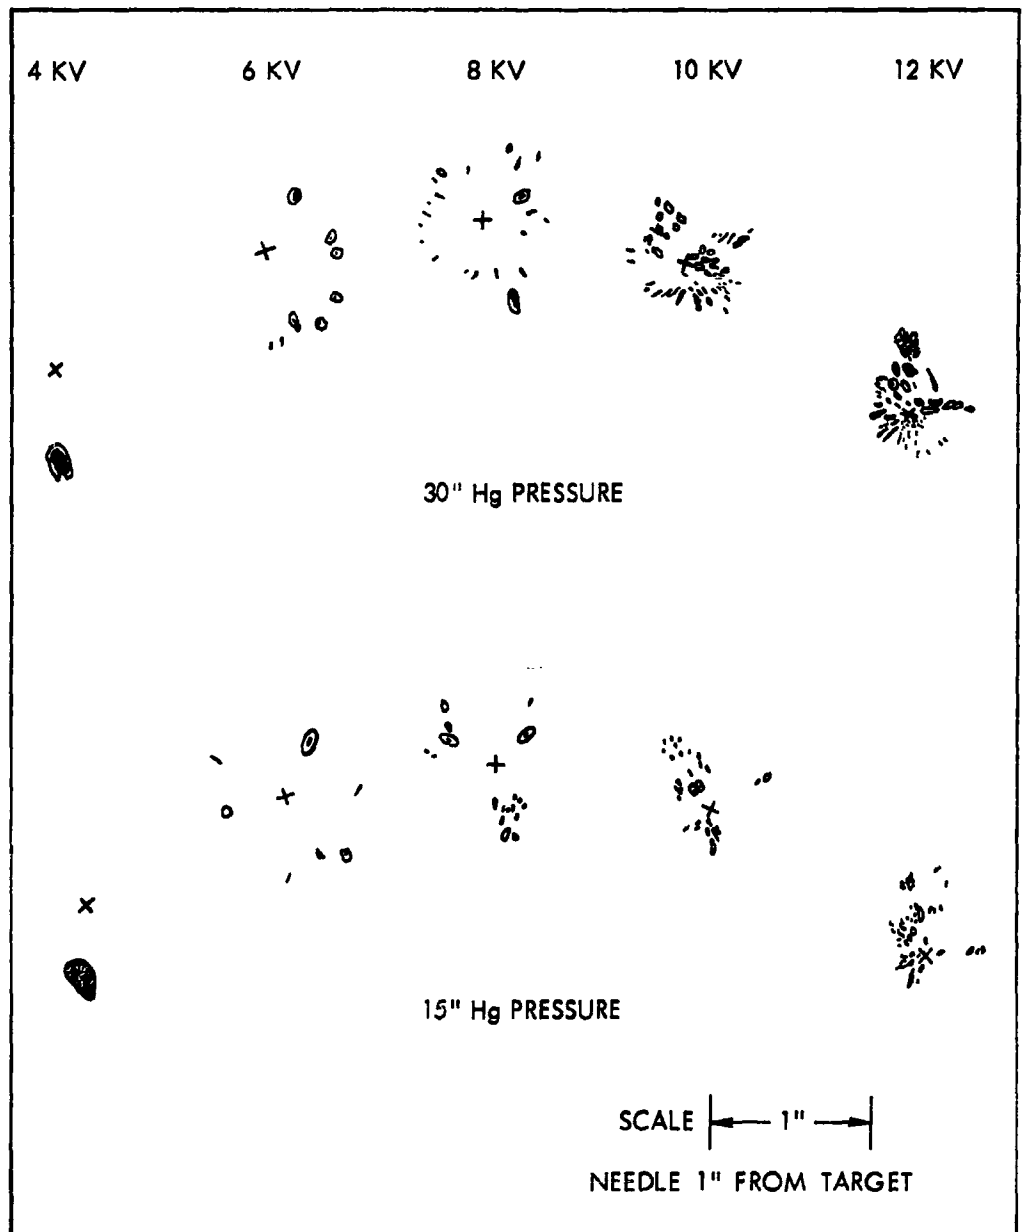 4 KV 6 KV 8 KV 10 KV 12 KV
30" Hg PRESSURE
15" Hg PRESSURE
SCALE 1"
NEEDLE 1" FROM TARGET